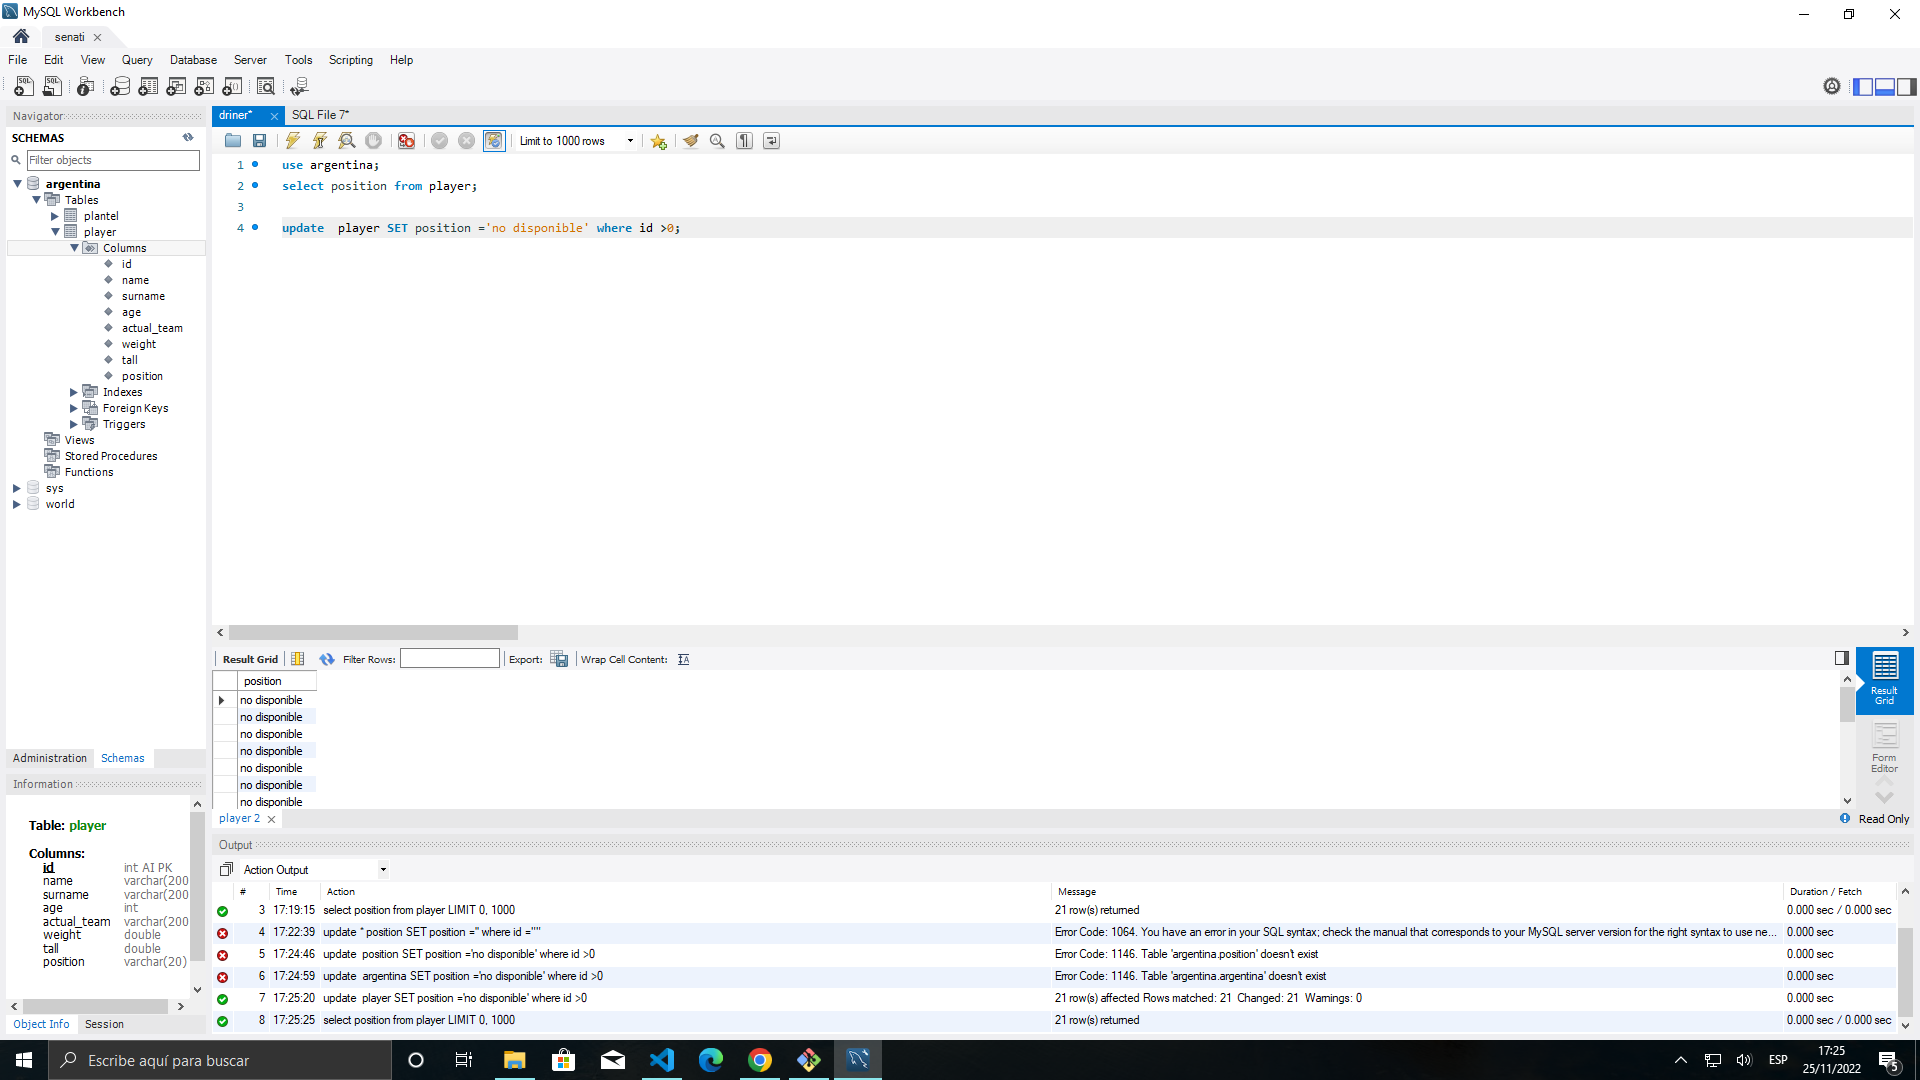 MySQL Workbench
senati
File Edit View Query Database Server Tools Scripting Help
Navigator
SCHEMAS
Filter objects
argentina
Tables
plantel
player
Columns
id
name
surname
age
actual_team
weight
tall
position
Indexes
Foreign Keys
Triggers
Views
Stored Procedures
Functions
sys
world
Administration Schemas
Information
Table: player
Columns:
id int AI PK
name varchar(200
surname varchar(200
age int
actual_team varchar(200
weight double
tall double
position varchar(20)
Object Info Session
driner* SQL File 7*
Limit to 1000 rows
1 use argentina;
2 select position from player;
3
4 update  player SET position ='no disponible' where id >0;
Result Grid Filter Rows: Export: Wrap Cell Content:
position
no disponible
no disponible
no disponible
no disponible
no disponible
no disponible
no disponible
Result Grid
Form Editor
player 2
Read Only
Output
Action Output
# Time Action Message Duration / Fetch
3 17:19:15 select position from player LIMIT 0, 1000 21 row(s) returned 0.000 sec / 0.000 sec
4 17:22:39 update * position SET position ='' where id ='"' Error Code: 1064. You have an error in your SQL syntax; check the manual that corresponds to your MySQL server version for the right syntax to use ne... 0.000 sec
5 17:24:46 update  position SET position ='no disponible' where id >0 Error Code: 1146. Table 'argentina.position' doesn't exist 0.000 sec
6 17:24:59 update  argentina SET position ='no disponible' where id >0 Error Code: 1146. Table 'argentina.argentina' doesn't exist 0.000 sec
7 17:25:20 update  player SET position ='no disponible' where id >0 21 row(s) affected Rows matched: 21  Changed: 21  Warnings: 0 0.000 sec
8 17:25:25 select position from player LIMIT 0, 1000 21 row(s) returned 0.000 sec / 0.000 sec
Escribe aquí para buscar
ESP
17:25
25/11/2022
5